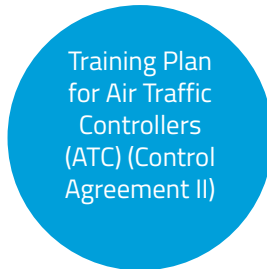 Training Plan
for Air Traffic
Controllers
(ATC) (Control
Agreement II)